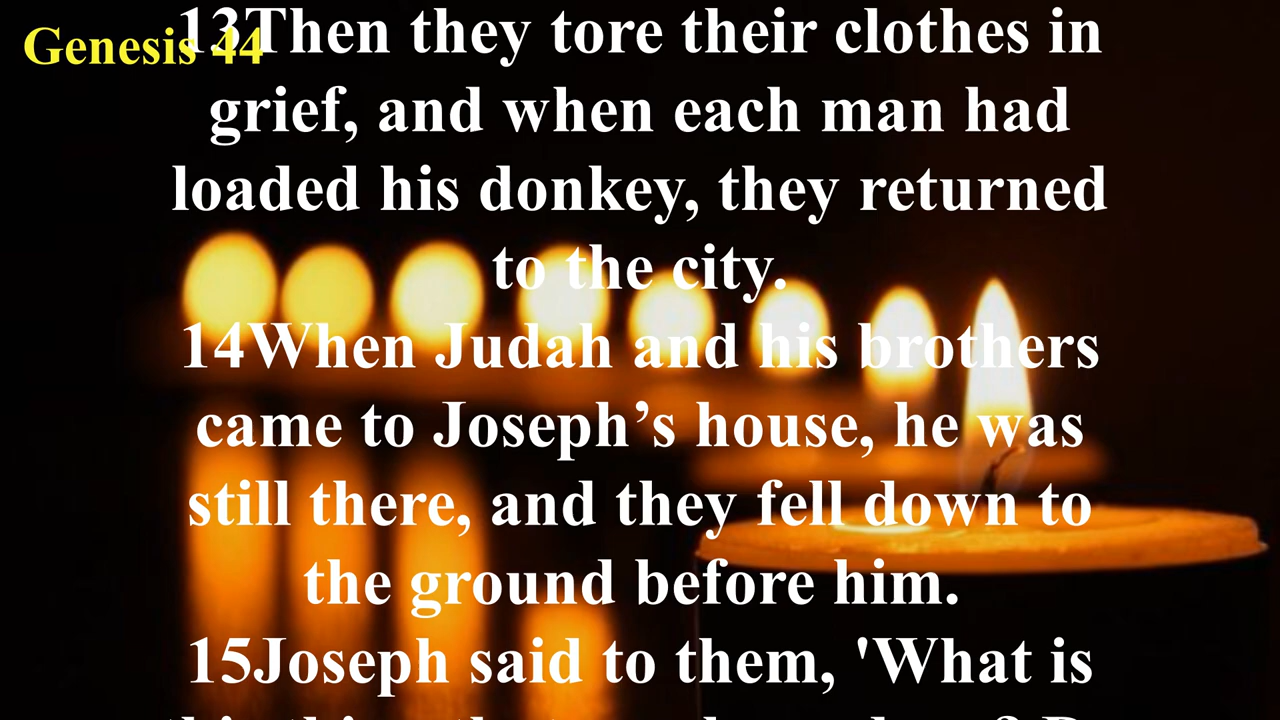 Genesis 44
13Then they tore their clothes in
grief, and when each man had
loaded his donkey, they returned
to the city.
14When Judah and his brothers
came to Joseph’s house, he was
still there, and they fell down to
the ground before him.
15Joseph said to them, 'What is